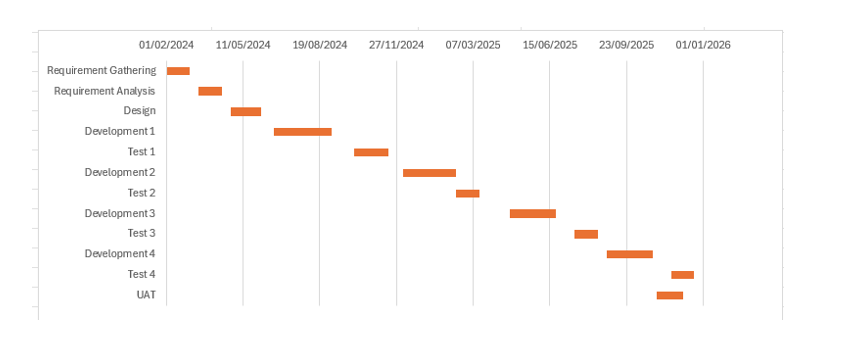 01/02/2024 11/05/2024 19/08/2024 27/11/2024 07/03/2025 15/06/2025 23/09/2025 01/01/2026
Requirement Gathering
Requirement Analysis
Design
Development 1
Test 1
Development 2
Test 2
Development 3
Test 3
Development 4
Test 4
UAT